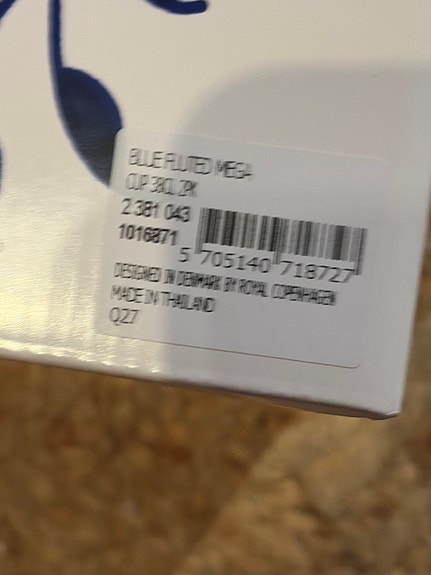 BLUE FLUTED MEGA
CUP 38CL 2PK
2 381 043
1016871
5 705140 718727
DESIGNED IN DENMARK BY ROYAL COPENHAGEN
MADE IN THAILAND
Q27